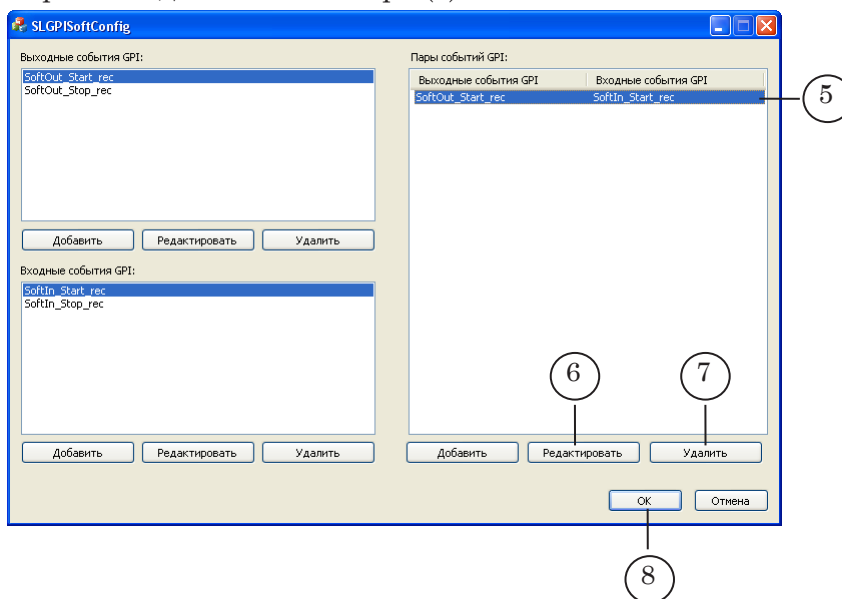 SLGPISoftConfig
Выходные события GPI:
SoftOut_Start_rec
SoftOut_Stop_rec
Добавить Редактировать Удалить
Входные события GPI:
SoftIn_Start_rec
SoftIn_Stop_rec
Добавить Редактировать Удалить
Пары событий GPI:
Выходные события GPI Входные события GPI
SoftOut_Start_rec SoftIn_Start_rec
5
6
7
Добавить Редактировать Удалить
OK Отмена
8